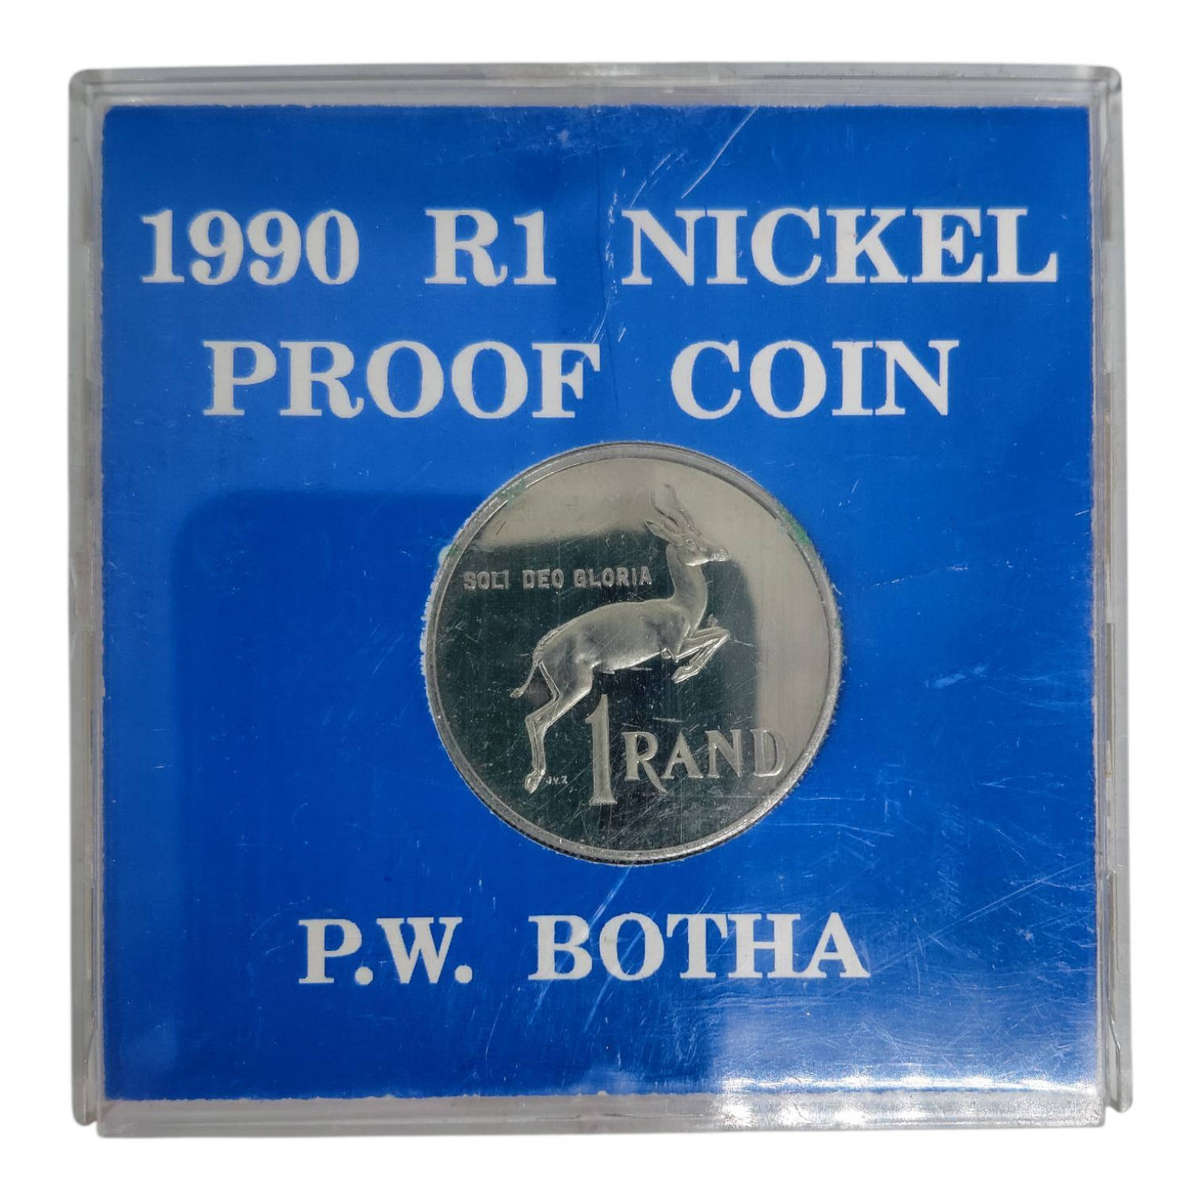 1990 R1 NICKEL
PROOF COIN
SOLI DEO GLORIA
1 RAND
P.W. BOTHA